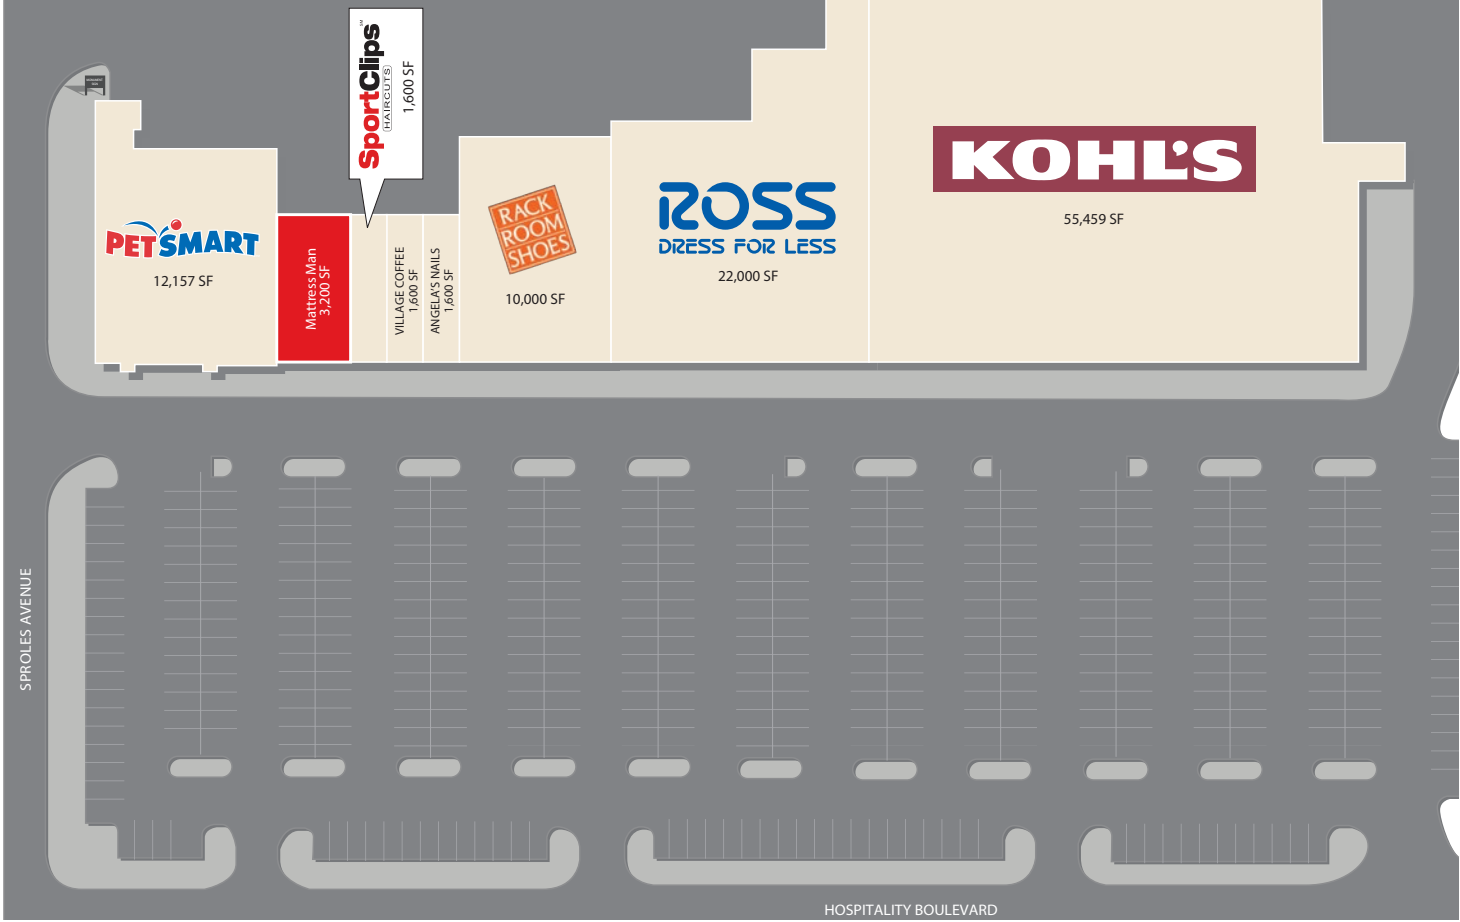 SportClips
HAIRCUTS
1,600 SF
PETSMART
12,157 SF
Mattress Man
3,200 SF
VILLAGE COFFEE
1,600 SF
ANGELA'S NAILS
1,600 SF
RACK
ROOM
SHOES
10,000 SF
ROSS
DRESS FOR LESS
22,000 SF
KOHL'S
55,459 SF
SPROLES AVENUE
HOSPITALITY BOULEVARD